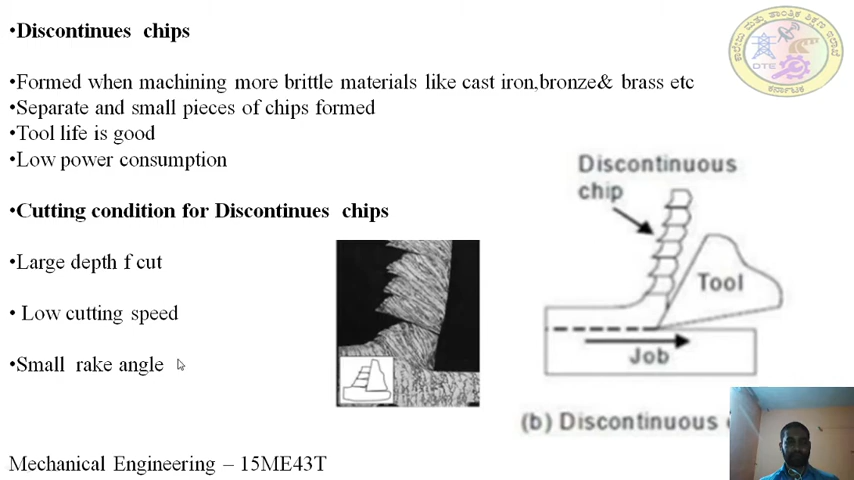 •Discontinues chips
•Formed when machining more brittle materials like cast iron,bronze& brass etc
•Separate and small pieces of chips formed
•Tool life is good
•Low power consumption
•Cutting condition for Discontinues chips
•Large depth f cut
• Low cutting speed
•Small rake angle
Discontinuous
chip
Tool
Job
(b) Discontinuous
Mechanical Engineering – 15ME43T
DTE
ಕರ್ನಾಟಕ